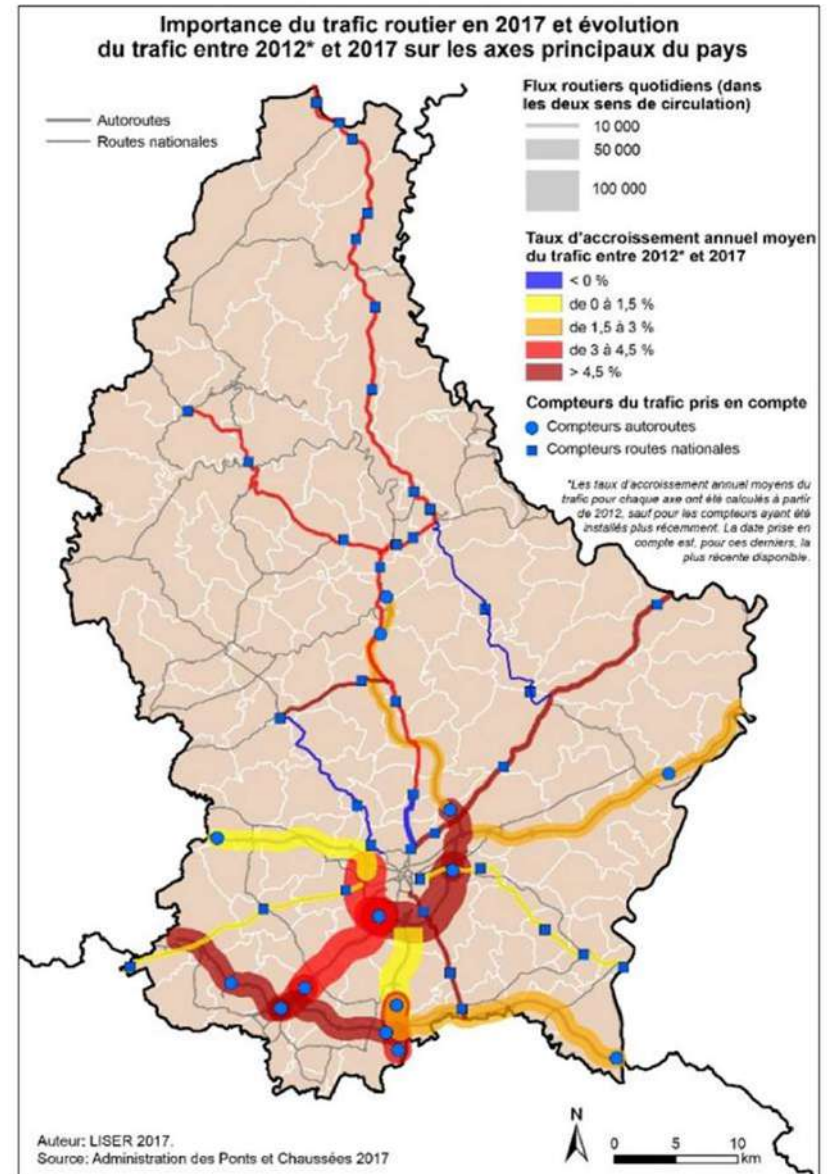 Importance du trafic routier en 2017 et évolution
du trafic entre 2012* et 2017 sur les axes principaux du pays
Autoroutes
Routes nationales
Flux routiers quotidiens (dans
les deux sens de circulation)
10 000
50 000
100 000
Taux d'accroissement annuel moyen
du trafic entre 2012* et 2017
< 0 %
de 0 à 1,5 %
de 1,5 à 3 %
de 3 à 4,5 %
> 4,5 %
Compteurs du trafic pris en compte
Compteurs autoroutes
Compteurs routes nationales
*Les taux d'accroissement annuel moyens du
trafic pour chaque axe ont été calculés à partir
de 2012, sauf pour les compteurs ayant été
installés plus récemment. La date prise en
compte est, pour ces derniers, la
plus récente disponible.
Auteur: LISER 2017.
Source: Administration des Ponts et Chaussées 2017
N
0 5 10
km